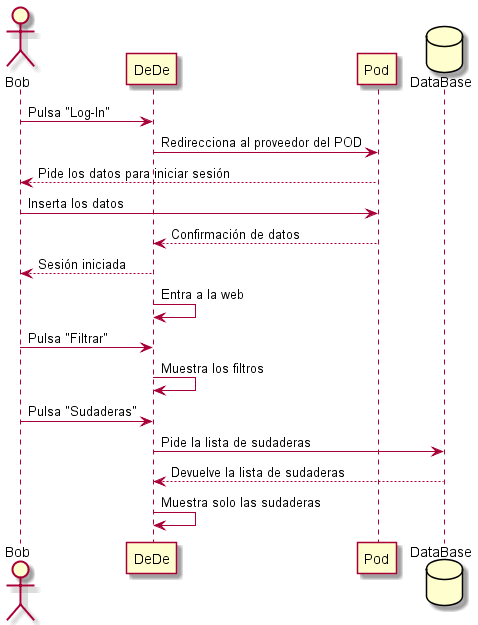 Bob
DeDe
Pod
DataBase
Pulsa "Log-In"
Redirecciona al proveedor del POD
Pide los datos para iniciar sesión
Inserta los datos
Confirmación de datos
Sesión iniciada
Entra a la web
Pulsa "Filtrar"
Muestra los filtros
Pulsa "Sudaderas"
Pide la lista de sudaderas
Devuelve la lista de sudaderas
Muestra solo las sudaderas
Bob
DeDe
Pod
DataBase